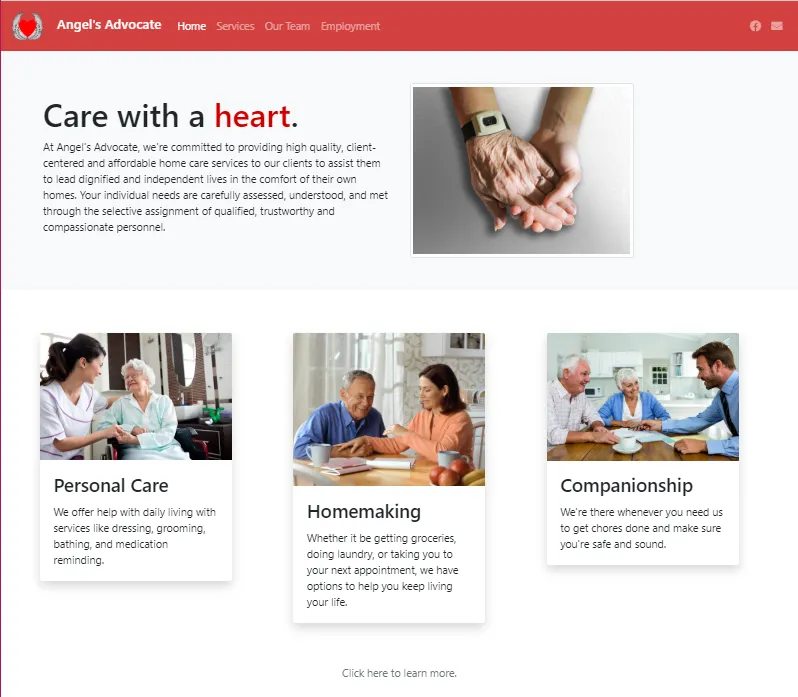 Angel's Advocate Home Services Our Team Employment
Care with a heart.
At Angel's Advocate, we're committed to providing high quality, client-
centered and affordable home care services to our clients to assist them
to lead dignified and independent lives in the comfort of their own
homes. Your individual needs are carefully assessed, understood, and met
through the selective assignment of qualified, trustworthy and
compassionate personnel.
Personal Care
We offer help with daily living with
services like dressing, grooming,
bathing, and medication
reminding.
Homemaking
Whether it be getting groceries,
doing laundry, or taking you to
your next appointment, we have
options to help you keep living
your life.
Companionship
We're there whenever you need us
to get chores done and make sure
you're safe and sound.
Click here to learn more.